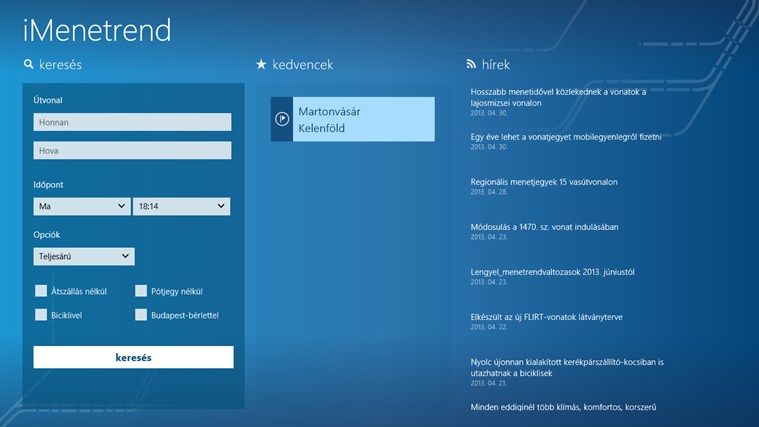 iMenetrend
keresés
Útvonal
Honnan
Hova
Időpont
Ma
18:14
Opciók
Teljesárú
Átszállás nélkül
Pótjegy nélkül
Biciklivel
Budapest-bérlettel
keresés
kedvencek
Martonvásár
Kelenföld
hírek
Hosszabb menetidővel közlekednek a vonatok a
lajosmizsei vonalon
2013. 04. 30.
Egy éve lehet a vonatjegyet mobilegyenlegről fizetni
2013. 04. 30.
Regionális menetjegyek 15 vasútvonalon
2013. 04. 28.
Módosulás a 1470. sz. vonat indulásában
2013. 04. 23.
Lengyel_menetrendvaltozasok 2013. júniustól
2013. 04. 23.
Elkészült az új FLIRT-vonatok látványterve
2013. 04. 22.
Nyolc újonnan kialakított kerékpárszállító-kocsiban is
utazhatnak a biciklisek
2013. 04. 21.
Minden eddiginél több klímás, komfortos, korszerű